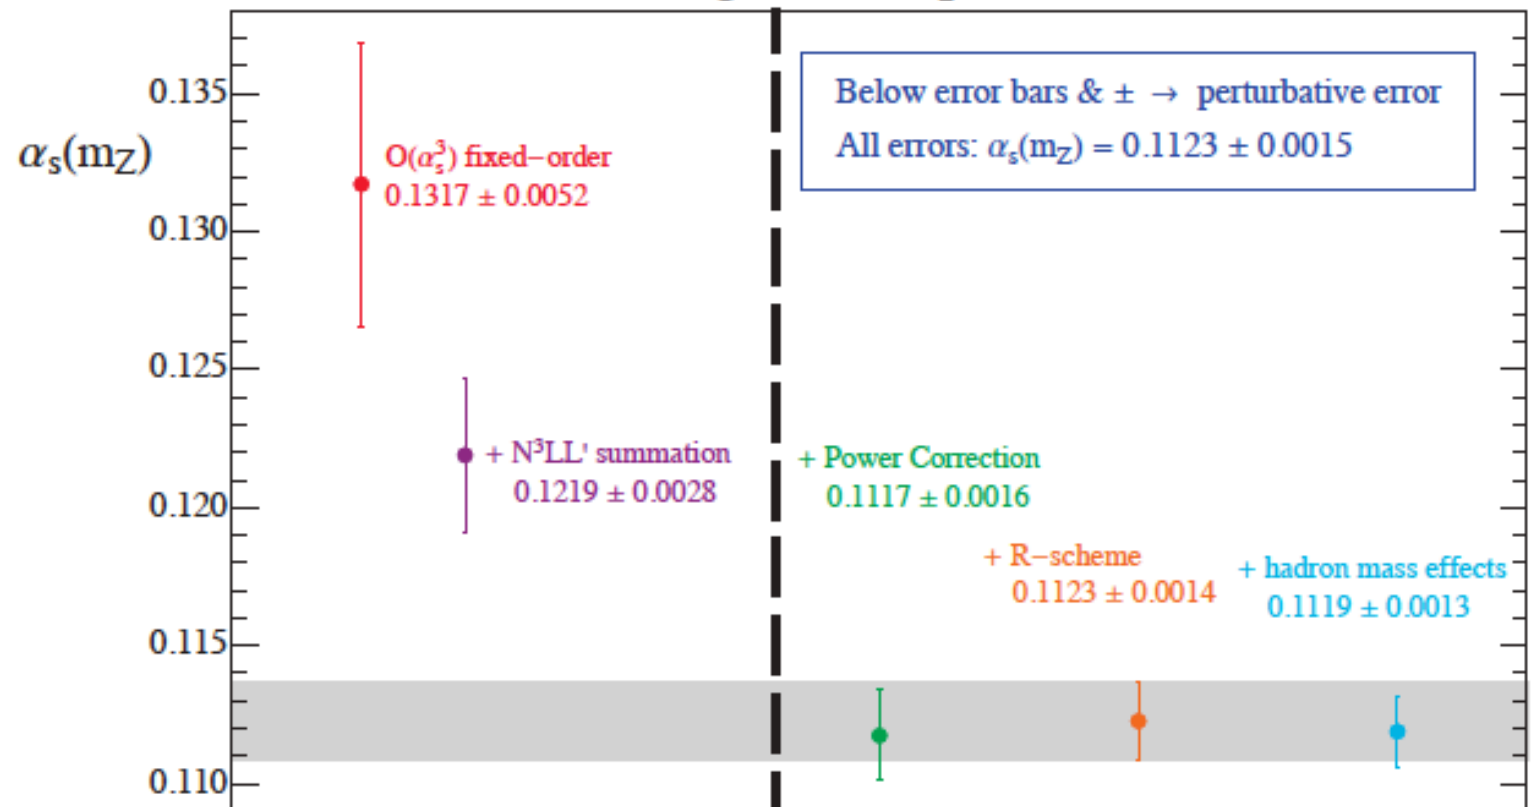 0.135
αₛ(m_Z)
0.130
0.125
0.120
0.115
0.110
O(αₛ³) fixed−order
0.1317 ± 0.0052
+ N³LL' summation
0.1219 ± 0.0028
Below error bars & ± → perturbative error
All errors: αₛ(m_Z) = 0.1123 ± 0.0015
+ Power Correction
0.1117 ± 0.0016
+ R−scheme
0.1123 ± 0.0014
+ hadron mass effects
0.1119 ± 0.0013